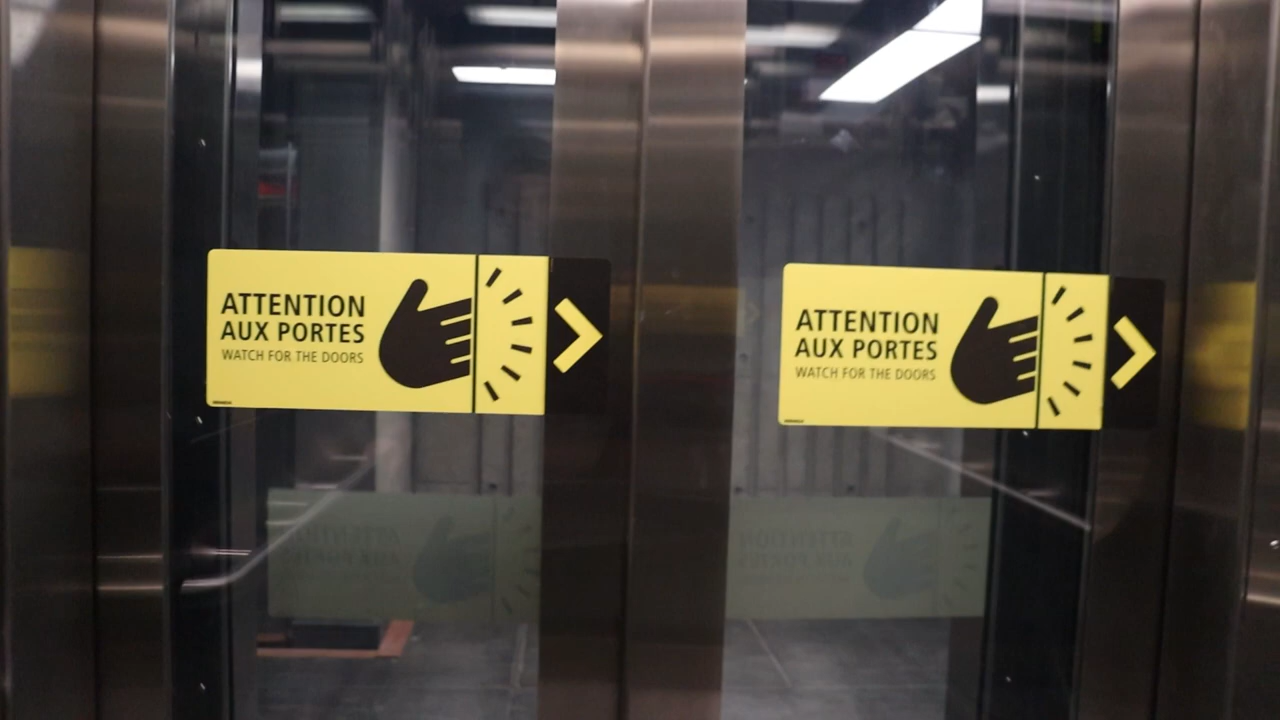 ATTENTION
AUX PORTES
WATCH FOR THE DOORS
ATTENTION
AUX PORTES
WATCH FOR THE DOORS